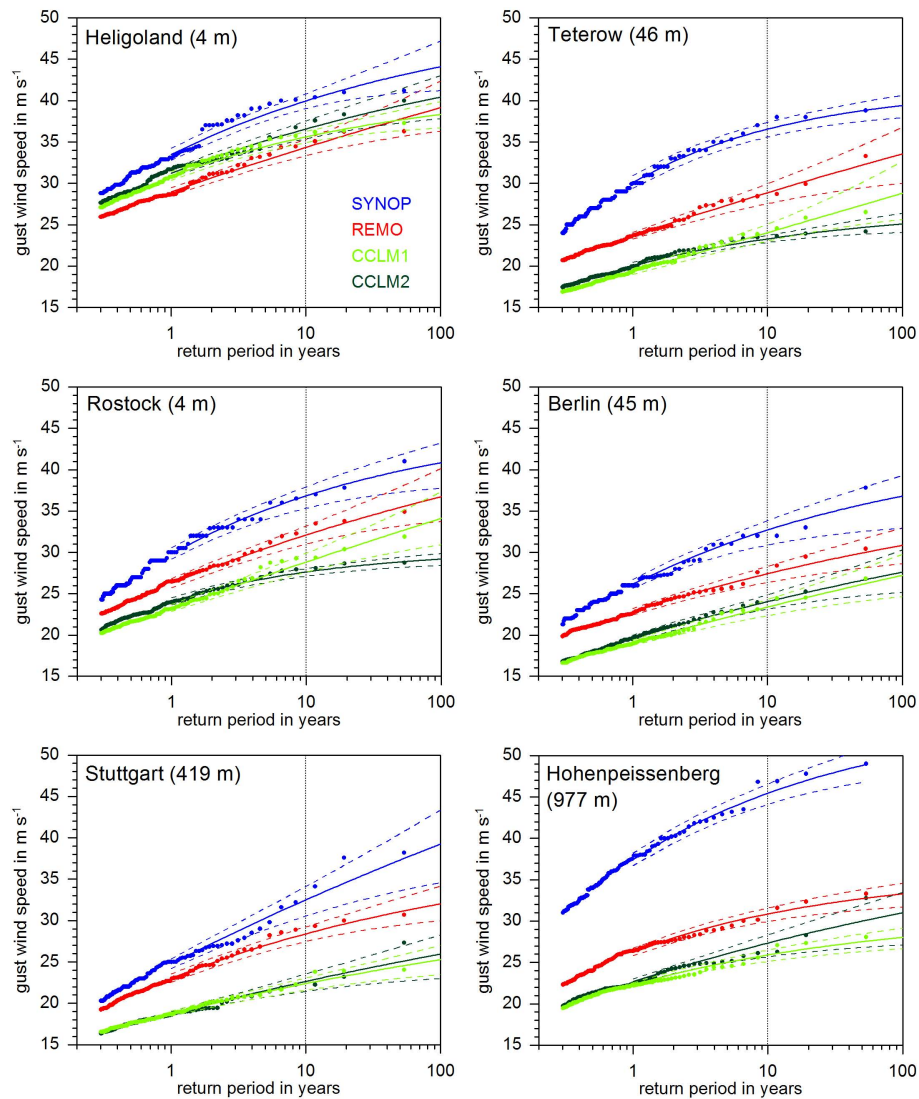 Heligoland (4 m)
50
45
40
35
30
25
20
15
gust wind speed in m s⁻¹
SYNOP
REMO
CCLM1
CCLM2
1
10
100
return period in years
Teterow (46 m)
50
45
40
35
30
25
20
15
gust wind speed in m s⁻¹
1
10
100
return period in years
Rostock (4 m)
50
45
40
35
30
25
20
15
gust wind speed in m s⁻¹
1
10
100
return period in years
Berlin (45 m)
50
45
40
35
30
25
20
15
gust wind speed in m s⁻¹
1
10
100
return period in years
Stuttgart (419 m)
50
45
40
35
30
25
20
15
gust wind speed in m s⁻¹
1
10
100
return period in years
Hohenpeissenberg
(977 m)
50
45
40
35
30
25
20
15
gust wind speed in m s⁻¹
1
10
100
return period in years